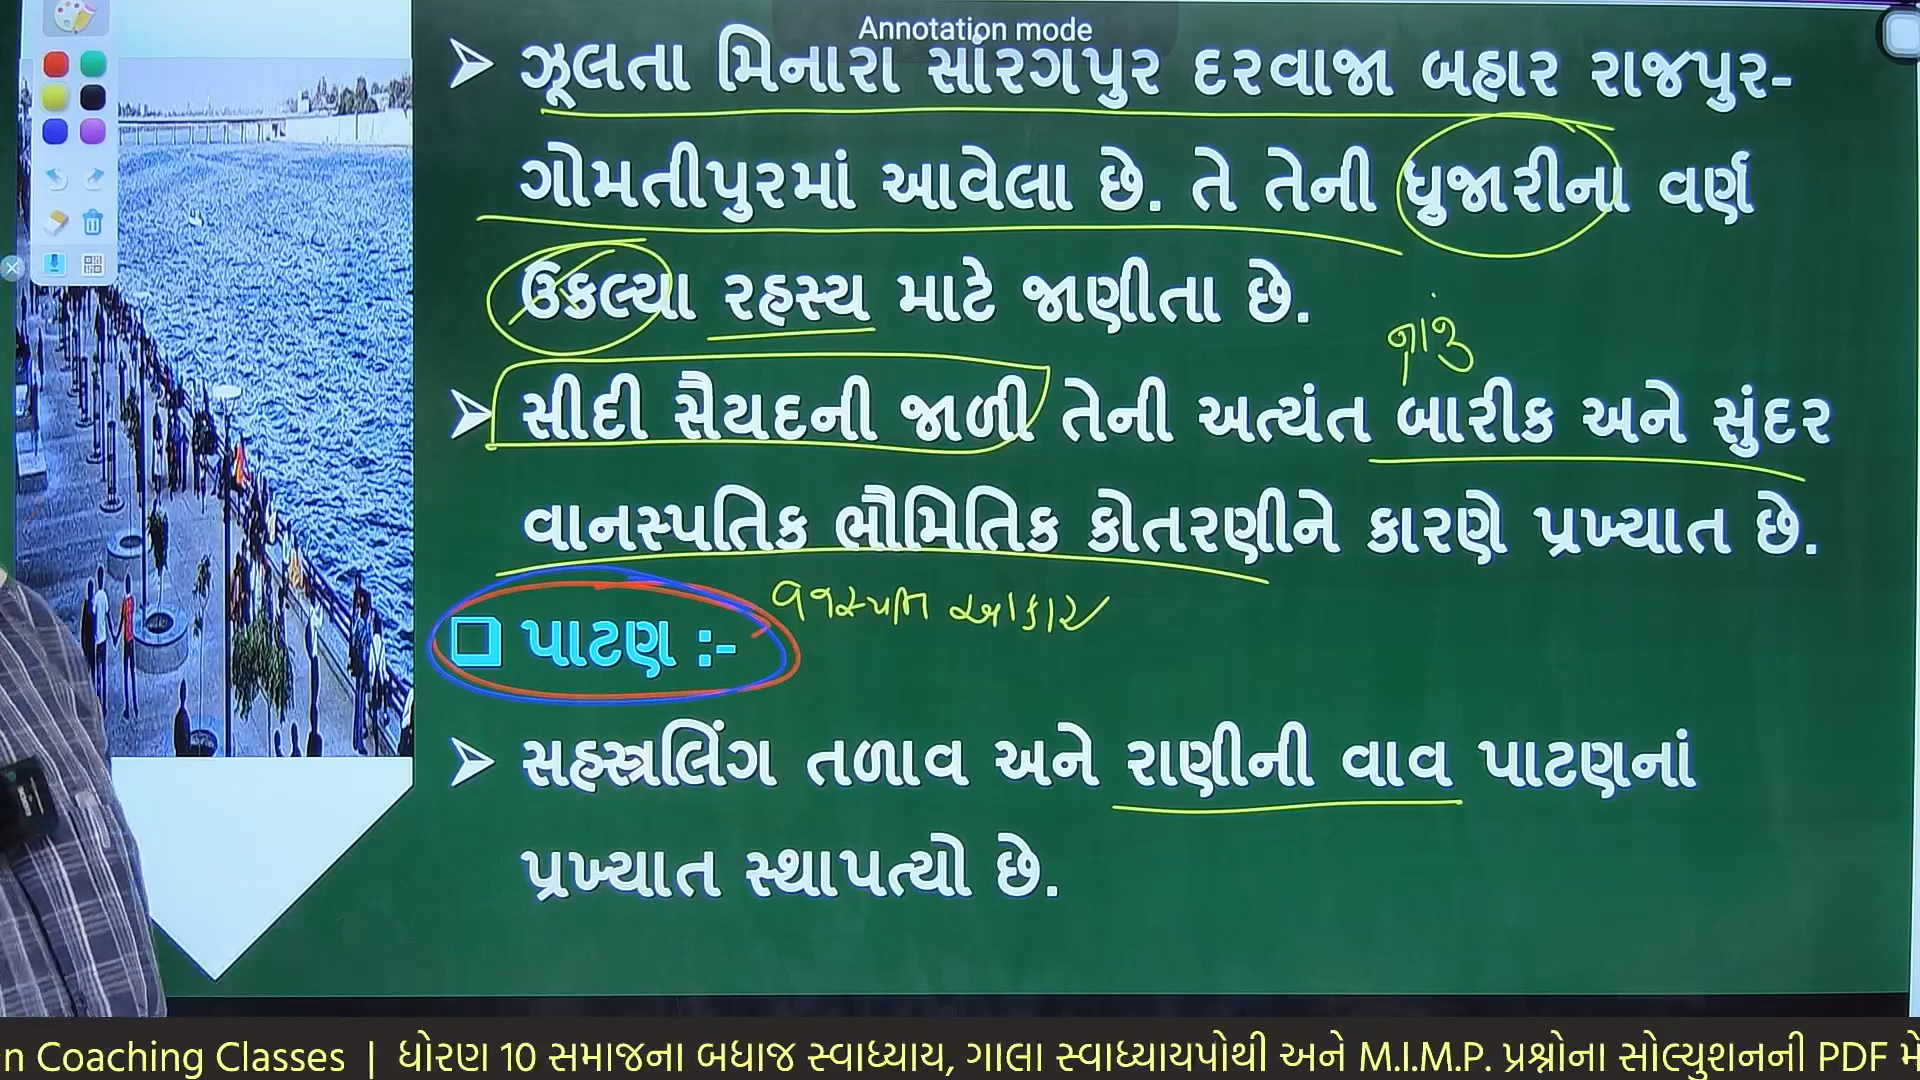 Annotation mode
➢ ઝૂલતા મિનારા સારંગપુર દરવાજા બહાર રાજપુર-
ગોમતીપુરમાં આવેલા છે. તે તેની ધ્રુજારીના વર્ણ
ઉકલ્યા રહસ્ય માટે જાણીતા છે.
➢ સીદી સૈયદની જાળી તેની અત્યંત બારીક અને સુંદર
વાનસ્પતિક ભૌમિતિક કોતરણીને કારણે પ્રખ્યાત છે.
આકાર
❑ પાટણ :-
➢ સહસ્ત્રલિંગ તળાવ અને રાણીની વાવ પાટણનાં
પ્રખ્યાત સ્થાપત્યો છે.
n Coaching Classes | ધોરણ 10 સમાજના બધાજ સ્વાધ્યાય, ગાલા સ્વાધ્યાયપોથી અને M.I.M.P. પ્રશ્નોના સોલ્યુશનની PDF મે